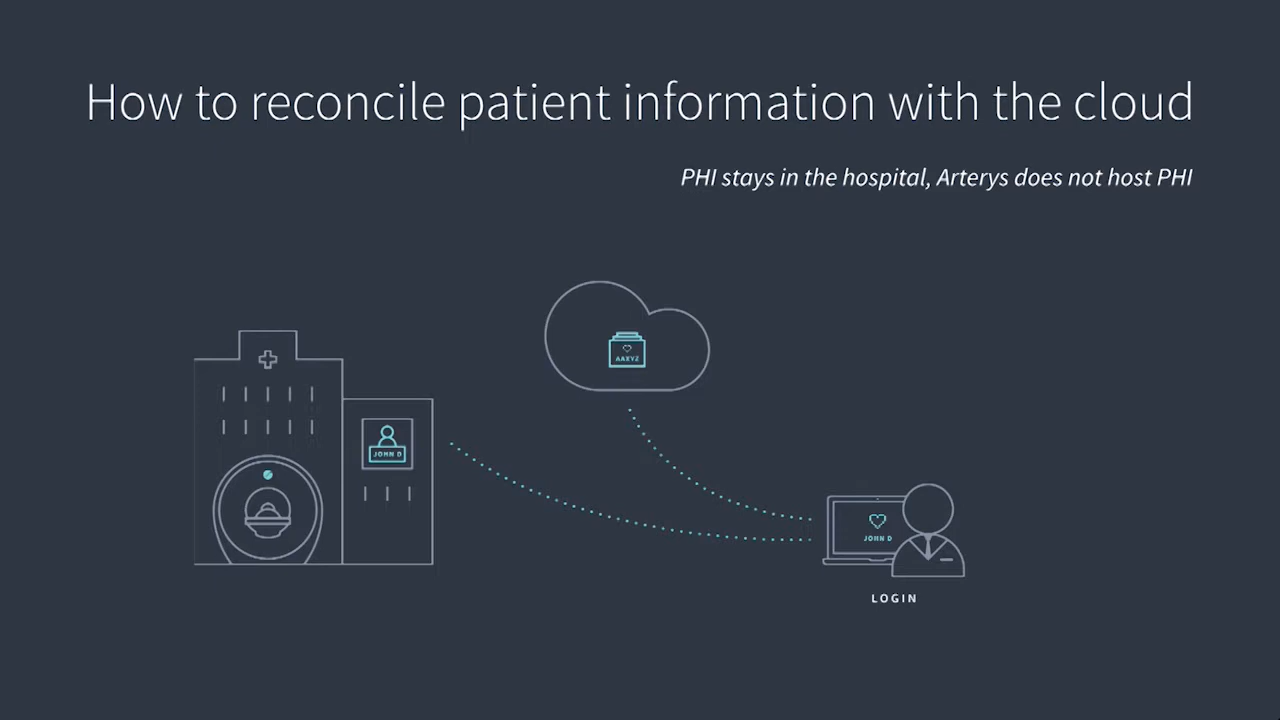 How to reconcile patient information with the cloud
PHI stays in the hospital, Arterys does not host PHI
AAXYZ
JOHN D
JOHN D
LOGIN